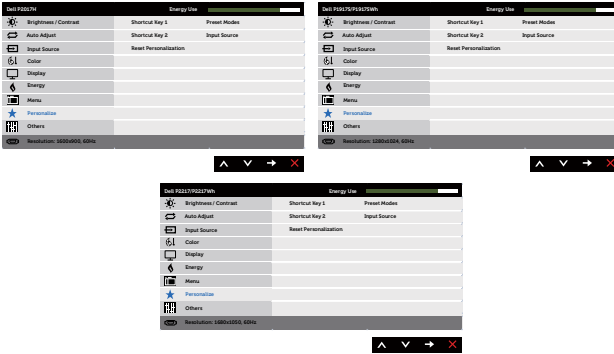 Dell P2017H Energy Use
Brightness / Contrast Shortcut Key 1 Preset Modes
Auto Adjust Shortcut Key 2 Input Source
Input Source Reset Personalization
Color
Display
Energy
Menu
Personalize
Others
Resolution: 1600x900, 60Hz
Dell P1917S/P1917SWh Energy Use
Brightness / Contrast Shortcut Key 1 Preset Modes
Auto Adjust Shortcut Key 2 Input Source
Input Source Reset Personalization
Color
Display
Energy
Menu
Personalize
Others
Resolution: 1280x1024, 60Hz
Dell P2217/P2217Wh Energy Use
Brightness / Contrast Shortcut Key 1 Preset Modes
Auto Adjust Shortcut Key 2 Input Source
Input Source Reset Personalization
Color
Display
Energy
Menu
Personalize
Others
Resolution: 1680x1050, 60Hz